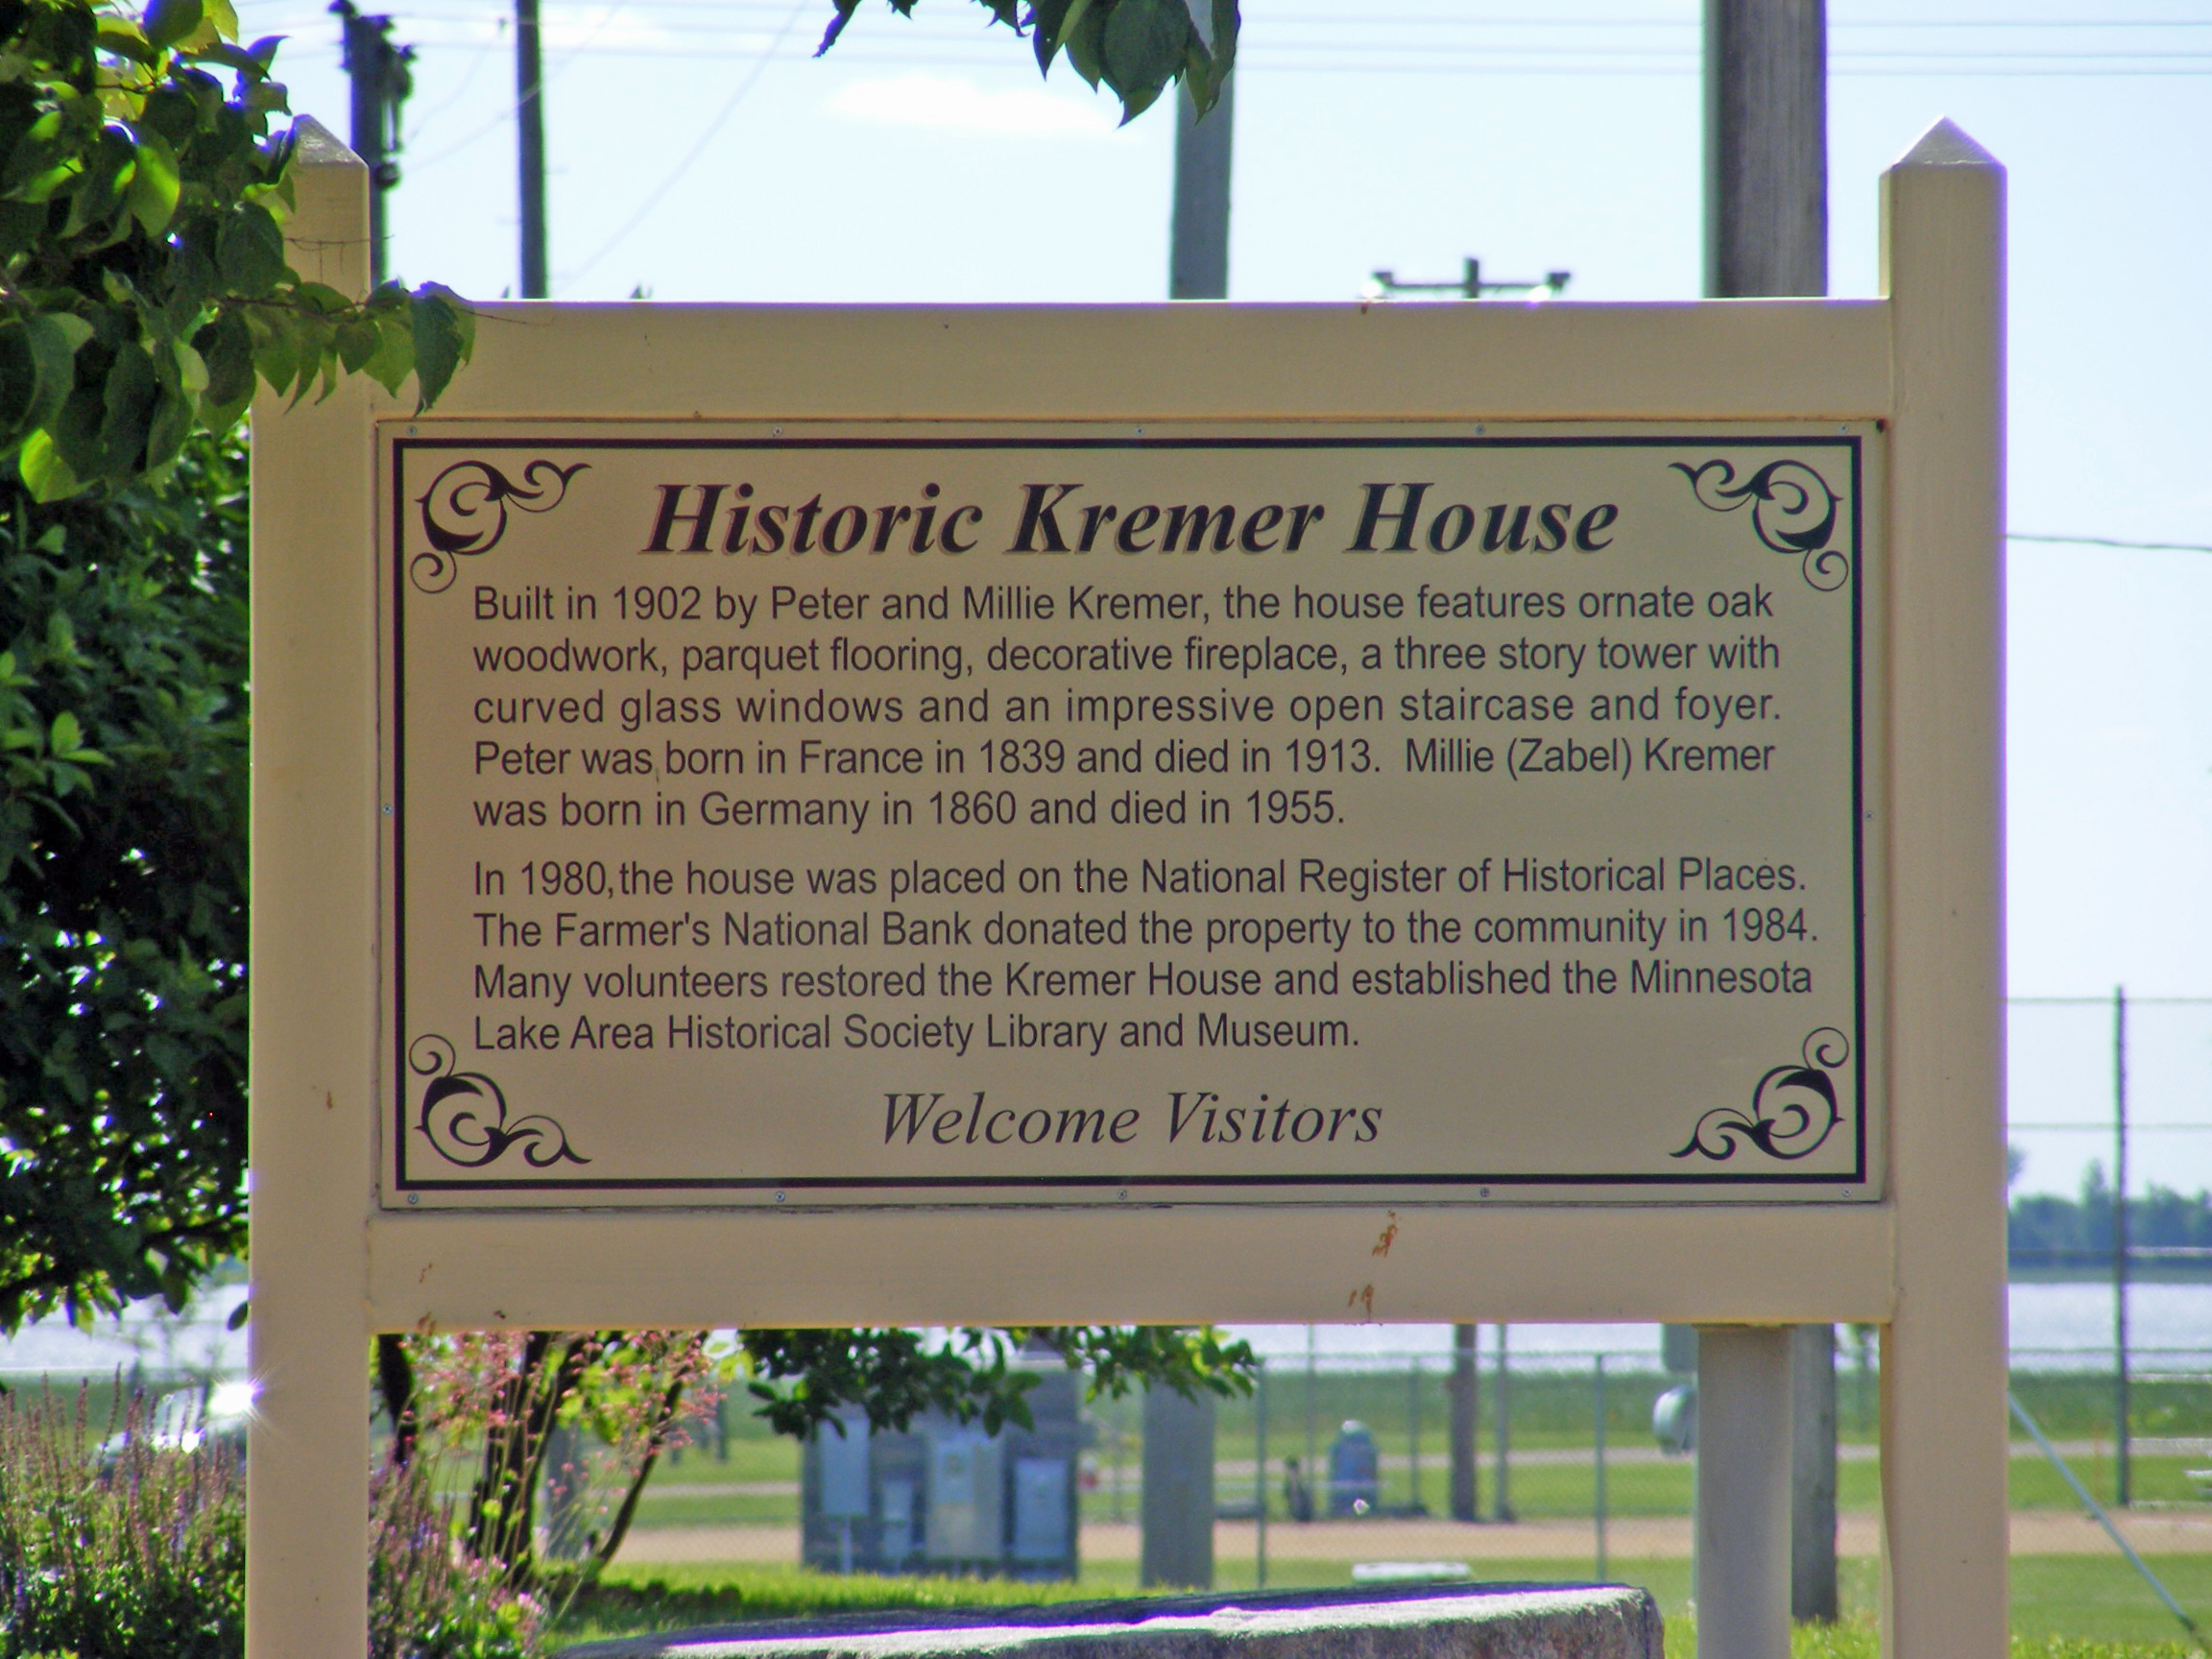 Historic Kremer House
Built in 1902 by Peter and Millie Kremer, the house features ornate oak
woodwork, parquet flooring, decorative fireplace, a three story tower with
curved glass windows and an impressive open staircase and foyer.
Peter was born in France in 1839 and died in 1913. Millie (Zabel) Kremer
was born in Germany in 1860 and died in 1955.
In 1980, the house was placed on the National Register of Historical Places.
The Farmer's National Bank donated the property to the community in 1984.
Many volunteers restored the Kremer House and established the Minnesota
Lake Area Historical Society Library and Museum.
Welcome Visitors